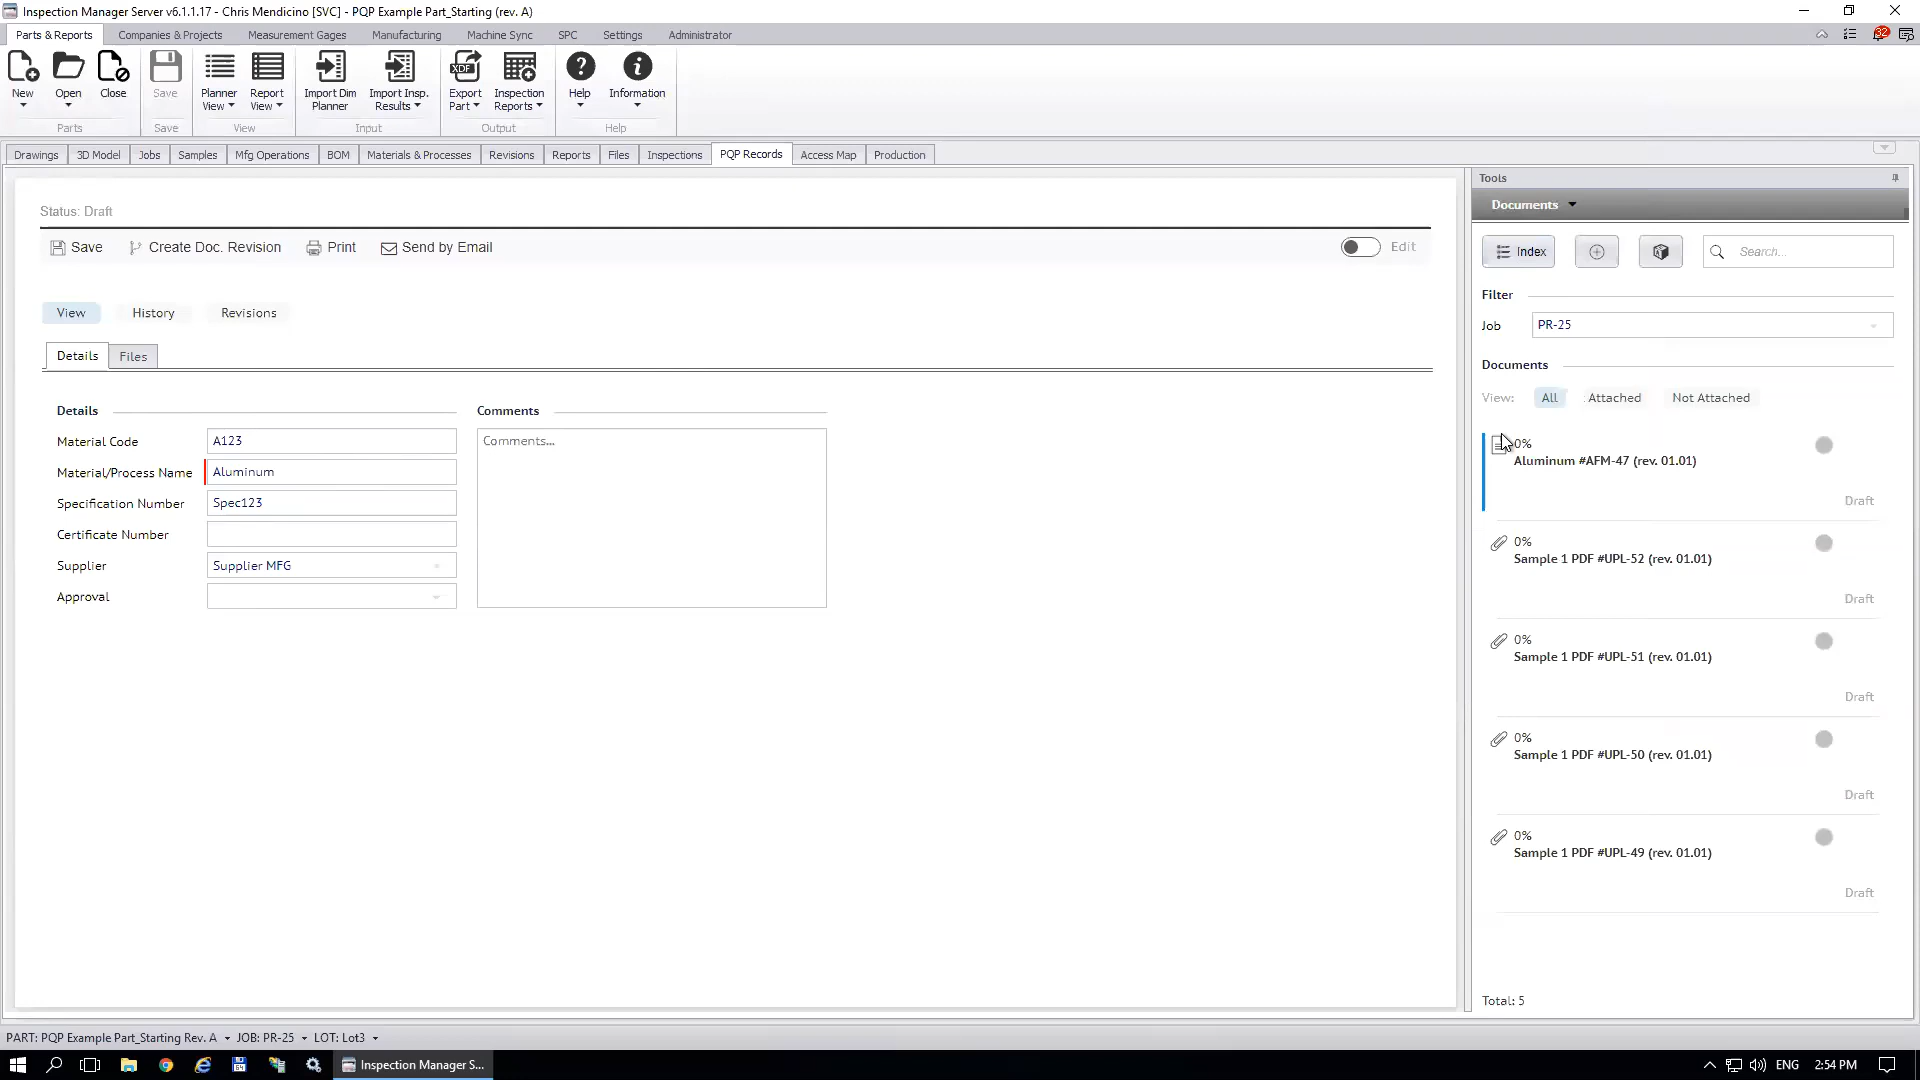 Inspection Manager Server v6.1.1.17 - Chris Mendicino [SVC] - PQP Example Part_Starting (rev. A)
Parts & Reports Companies & Projects Measurement Gages Manufacturing Machine Sync SPC Settings Administrator
32
New Open Close Save Planner View Report View Import Dim Planner Import Insp. Results XDF Export Part Inspection Reports Help Information
Parts Save View Input Output Help
Drawings 3D Model Jobs Samples Mfg Operations BOM Materials & Processes Revisions Reports Files Inspections PQP Records Access Map Production
Status: Draft
Save Create Doc. Revision Print Send by Email Edit
View History Revisions
Details Files
Details
Material Code A123
Material/Process Name Aluminum
Specification Number Spec123
Certificate Number
Supplier Supplier MFG
Approval
Comments
Comments...
Tools
Documents
Index Search...
Filter
Job PR-25
Documents
View: All Attached Not Attached
0%
Aluminum #AFM-47 (rev. 01.01)
Draft
0%
Sample 1 PDF #UPL-52 (rev. 01.01)
Draft
0%
Sample 1 PDF #UPL-51 (rev. 01.01)
Draft
0%
Sample 1 PDF #UPL-50 (rev. 01.01)
Draft
0%
Sample 1 PDF #UPL-49 (rev. 01.01)
Draft
Total: 5
PART: PQP Example Part_Starting Rev. A JOB: PR-25 LOT: Lot3
Inspection Manager S... ENG 2:54 PM